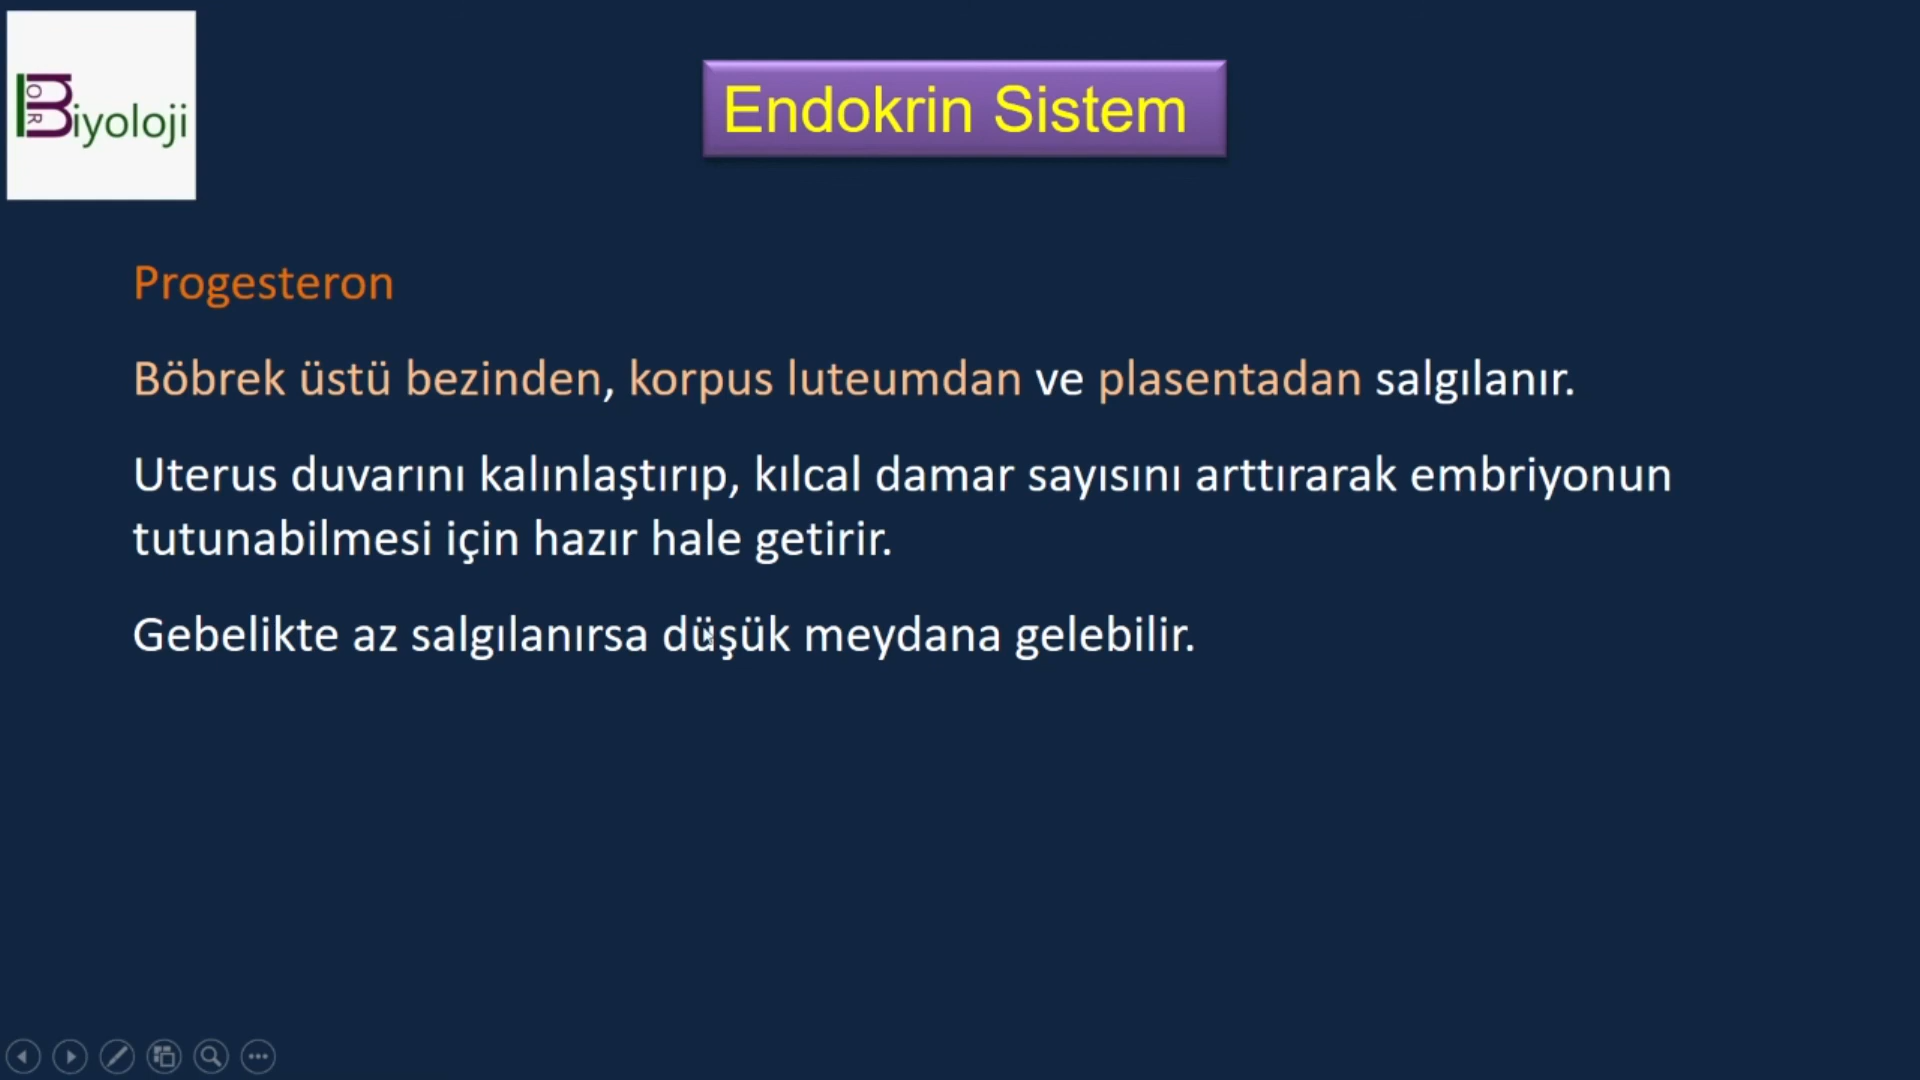 Biyoloji
OR
Endokrin Sistem
Progesteron
Böbrek üstü bezinden, korpus luteumdan ve plasentadan salgılanır.
Uterus duvarını kalınlaştırıp, kılcal damar sayısını arttırarak embriyonun
tutunabilmesi için hazır hale getirir.
Gebelikte az salgılanırsa düşük meydana gelebilir.